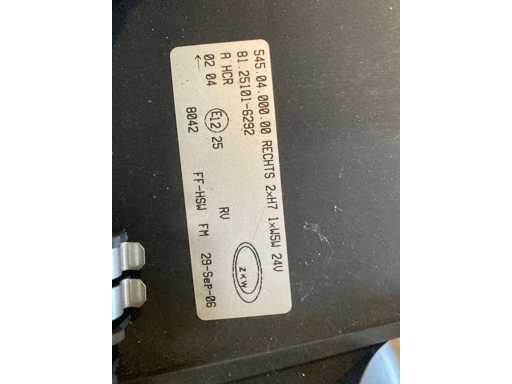 545.04.000.00 RECHTS 2xH7 1xW5W 24V
81.25101-6292
A HCR
02 04 E12 25 RV ZKW
← 8042 FF-HSW FM 29-Sep-06